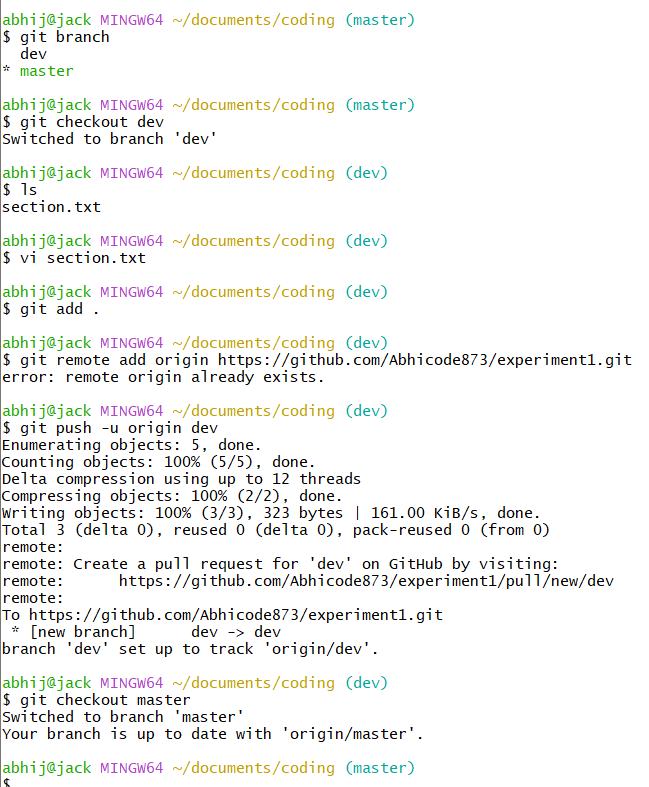 abhij@jack MINGW64 ~/documents/coding (master)
$ git branch
  dev
* master

abhij@jack MINGW64 ~/documents/coding (master)
$ git checkout dev
Switched to branch 'dev'

abhij@jack MINGW64 ~/documents/coding (dev)
$ ls
section.txt

abhij@jack MINGW64 ~/documents/coding (dev)
$ vi section.txt

abhij@jack MINGW64 ~/documents/coding (dev)
$ git add .

abhij@jack MINGW64 ~/documents/coding (dev)
$ git remote add origin https://github.com/Abhicode873/experiment1.git
error: remote origin already exists.

abhij@jack MINGW64 ~/documents/coding (dev)
$ git push -u origin dev
Enumerating objects: 5, done.
Counting objects: 100% (5/5), done.
Delta compression using up to 12 threads
Compressing objects: 100% (2/2), done.
Writing objects: 100% (3/3), 323 bytes | 161.00 KiB/s, done.
Total 3 (delta 0), reused 0 (delta 0), pack-reused 0 (from 0)
remote:
remote: Create a pull request for 'dev' on GitHub by visiting:
remote:      https://github.com/Abhicode873/experiment1/pull/new/dev
remote:
To https://github.com/Abhicode873/experiment1.git
 * [new branch]      dev -> dev
branch 'dev' set up to track 'origin/dev'.

abhij@jack MINGW64 ~/documents/coding (dev)
$ git checkout master
Switched to branch 'master'
Your branch is up to date with 'origin/master'.

abhij@jack MINGW64 ~/documents/coding (master)
$